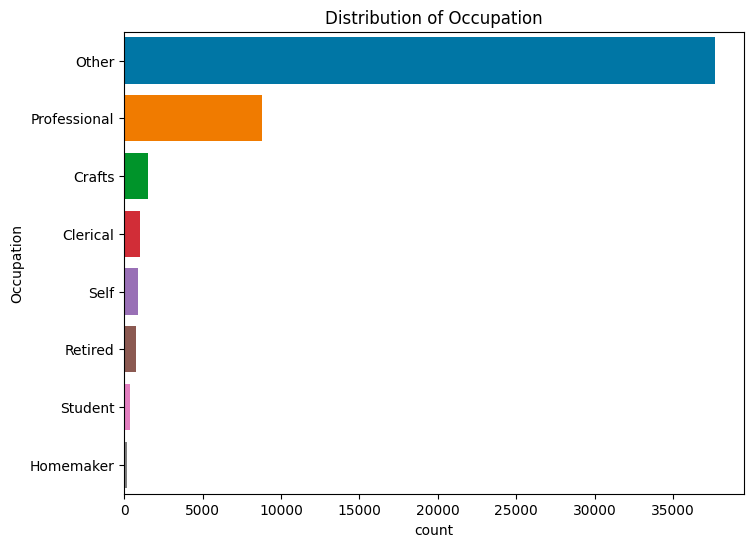 Distribution of Occupation
Occupation
Other
Professional
Crafts
Clerical
Self
Retired
Student
Homemaker
0 5000 10000 15000 20000 25000 30000 35000
count